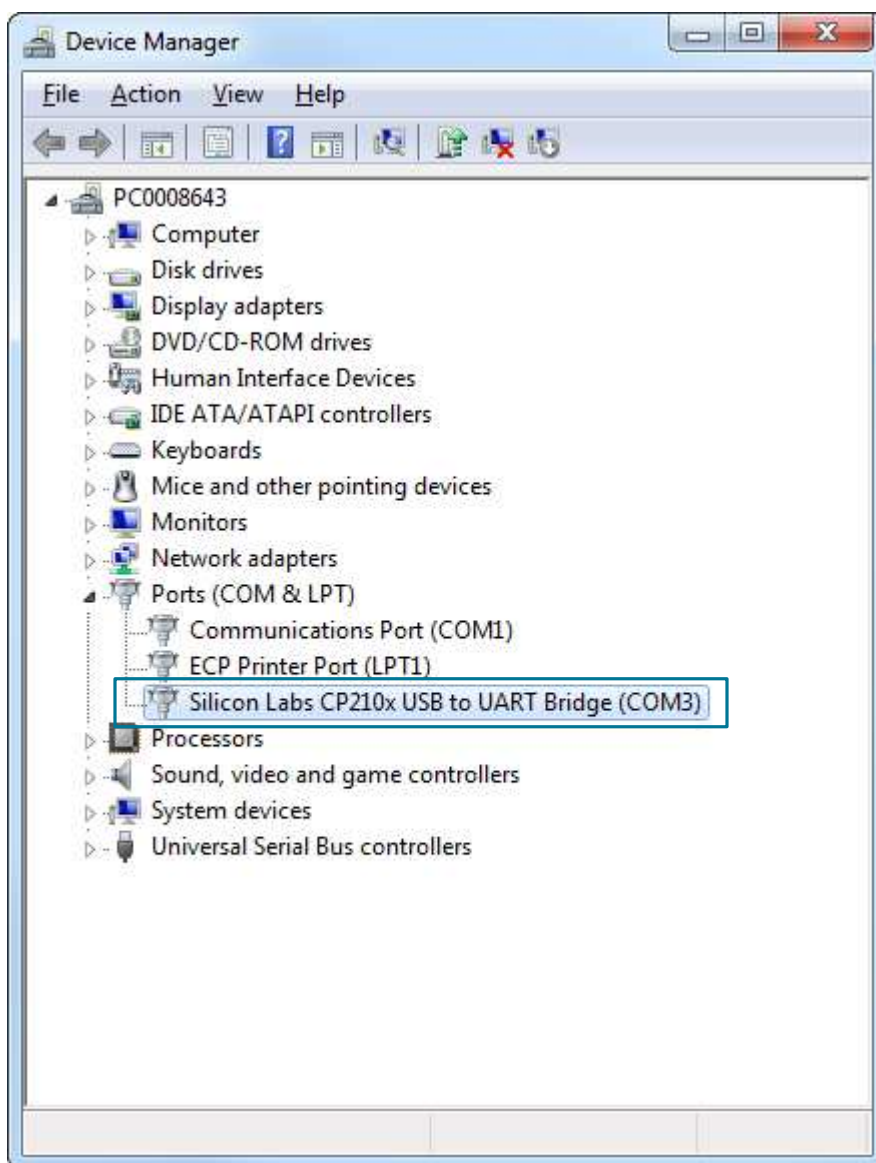 Device Manager
File Action View Help
PC0008643
Computer
Disk drives
Display adapters
DVD/CD-ROM drives
Human Interface Devices
IDE ATA/ATAPI controllers
Keyboards
Mice and other pointing devices
Monitors
Network adapters
Ports (COM & LPT)
Communications Port (COM1)
ECP Printer Port (LPT1)
Silicon Labs CP210x USB to UART Bridge (COM3)
Processors
Sound, video and game controllers
System devices
Universal Serial Bus controllers